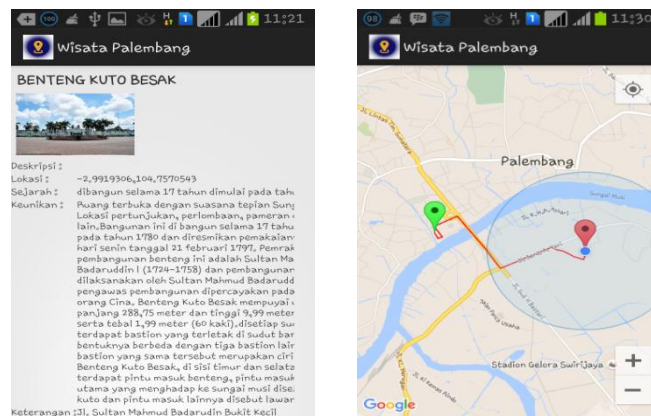 11:21
Wisata Palembang
BENTENG KUTO BESAK
Deskripsi :
Lokasi : -2,9919306,104,7570543
Sejarah : dibangun selama 17 tahun dimulai pada tahu
Keunikan : Ruang terbuka dengan suasana tepian Sung
Lokasi pertunjukan, perlombaan, pameran
lain.Bangunan ini di bangun selama 17 tahu
pada tahun 1780 dan diresmikan pemakaian
hari senin tanggal 21 februari 1797, Pemrak
pembangunan benteng ini adalah Sultan Ma
Badaruddin I (1724-1758) dan pembangunan
dilaksanakan oleh Sultan Mahmud Badarudd
pengawas pembangunan dipercayakan pada
orang Cina, Benteng Kuto Besak mempuyai
panjang 288,75 meter dan tinggi 9,99 meter
serta tebal 1,99 meter (60 kaki),disetiap su
terdapat bastion yang terletak di sudut bar
bentuknya berbeda dengan tiga bastion lair
bastion yang sama tersebut merupakan ciri
Benteng Kuto Besak, di sisi timur dan selata
terdapat pintu masuk benteng, pintu masuk
utama yang menghadap ke sungai musi dise
kuto dan pintu masuk lainnya disebut lawar
Keterangan :Jl. Sultan Mahmud Badarudin Bukit Kecil
98
11:30
Wisata Palembang
Palembang
Sungai Musi
Stadion Gelora Swirijaya
+
−
Google